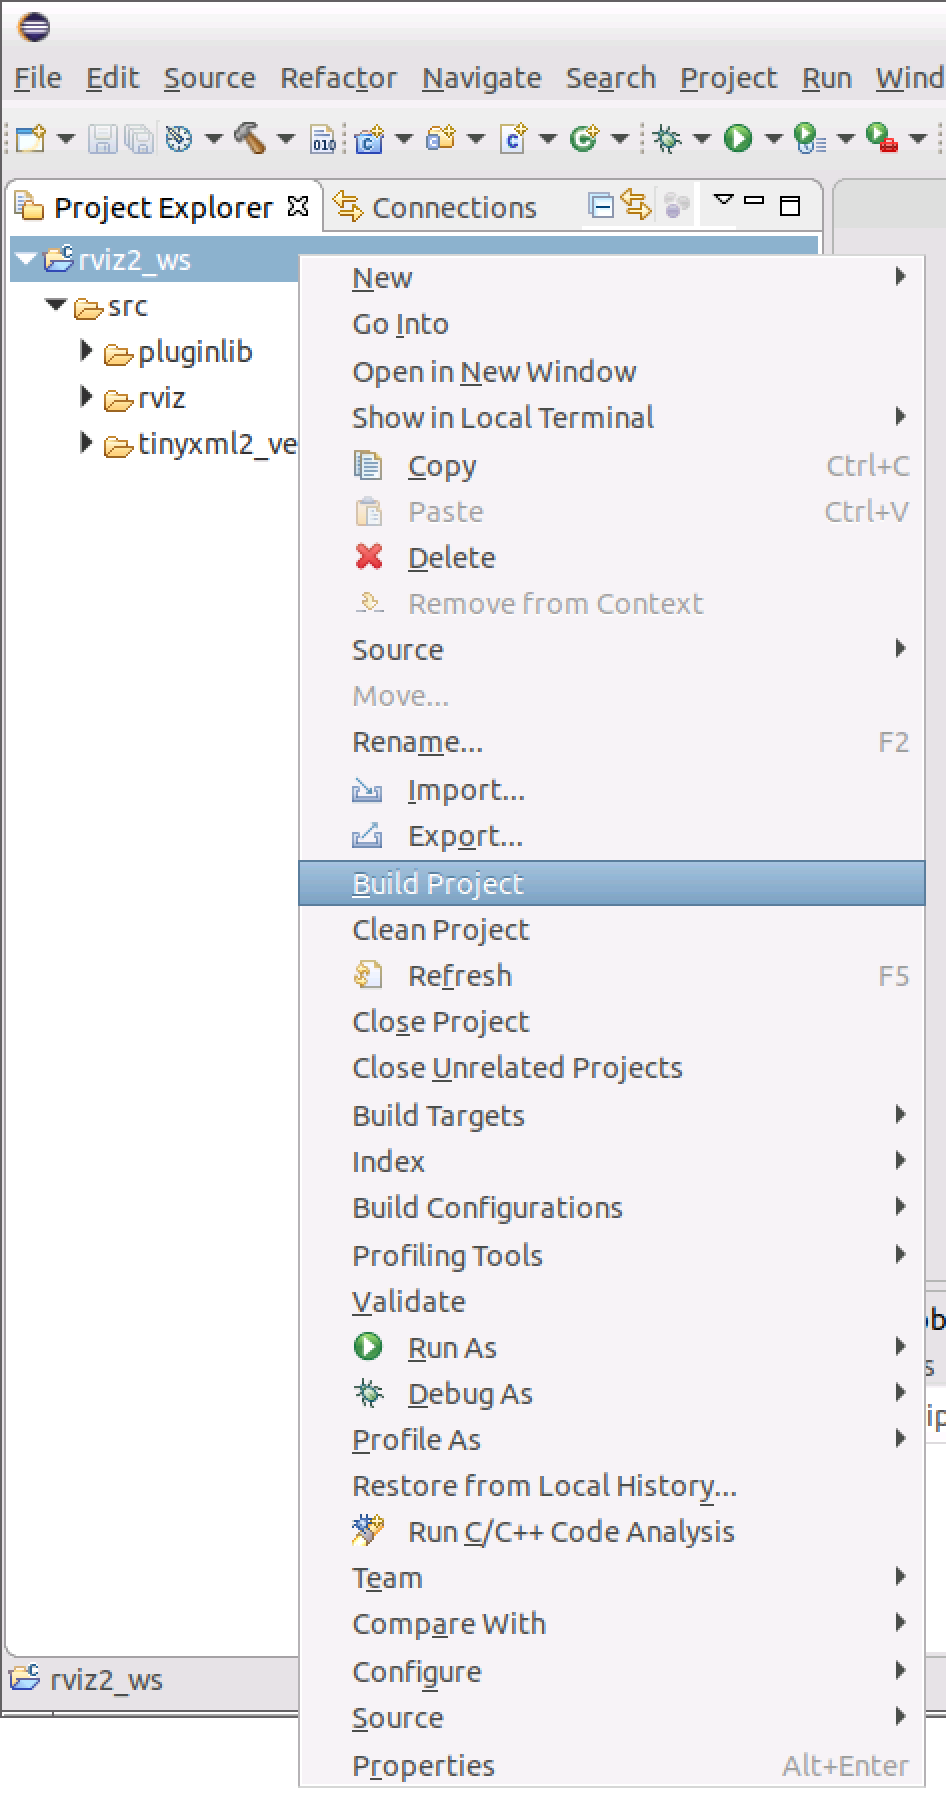 File Edit Source Refactor Navigate Search Project Run Wind
010
Project Explorer Connections
rviz2_ws
src
pluginlib
rviz
tinyxml2_ve
New
Go Into
Open in New Window
Show in Local Terminal
Copy Ctrl+C
Paste Ctrl+V
Delete
Remove from Context
Source
Move...
Rename... F2
Import...
Export...
Build Project
Clean Project
Refresh F5
Close Project
Close Unrelated Projects
Build Targets
Index
Build Configurations
Profiling Tools
Validate
Run As
Debug As
Profile As
Restore from Local History...
Run C/C++ Code Analysis
Team
Compare With
Configure
Source
Properties Alt+Enter
rviz2_ws